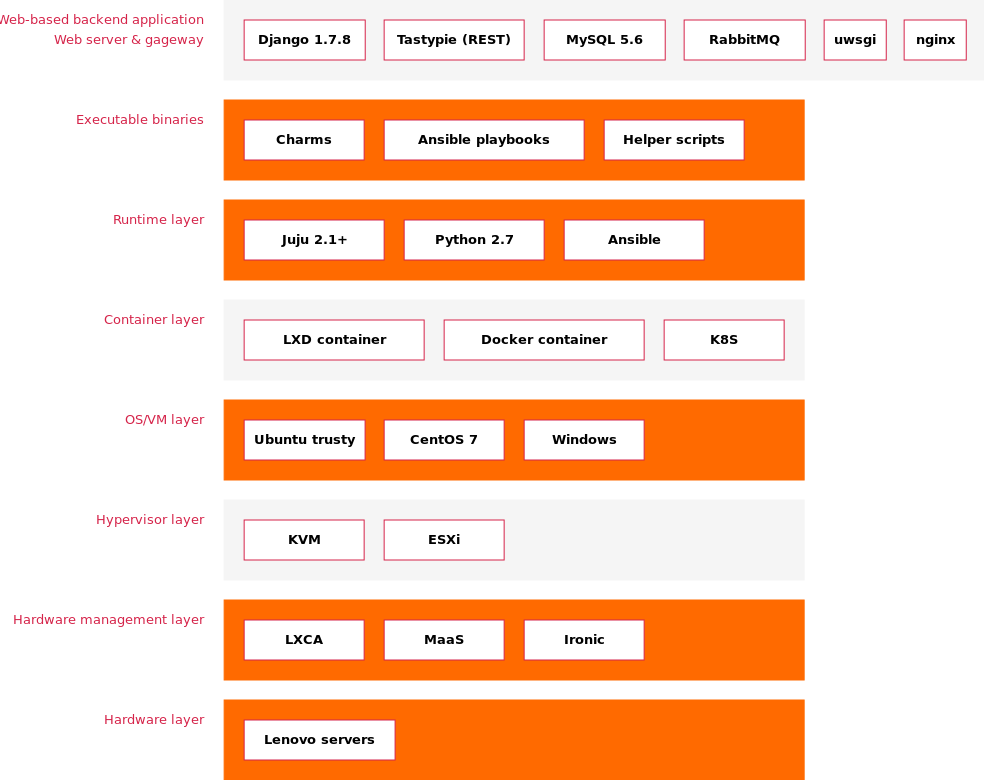 Web-based backend application
Web server & gageway
Django 1.7.8
Tastypie (REST)
MySQL 5.6
RabbitMQ
uwsgi
nginx
Executable binaries
Charms
Ansible playbooks
Helper scripts
Runtime layer
Juju 2.1+
Python 2.7
Ansible
Container layer
LXD container
Docker container
K8S
OS/VM layer
Ubuntu trusty
CentOS 7
Windows
Hypervisor layer
KVM
ESXi
Hardware management layer
LXCA
MaaS
Ironic
Hardware layer
Lenovo servers